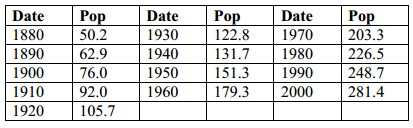 Date Pop Date Pop Date Pop
1880 50.2 1930 122.8 1970 203.3
1890 62.9 1940 131.7 1980 226.5
1900 76.0 1950 151.3 1990 248.7
1910 92.0 1960 179.3 2000 281.4
1920 105.7